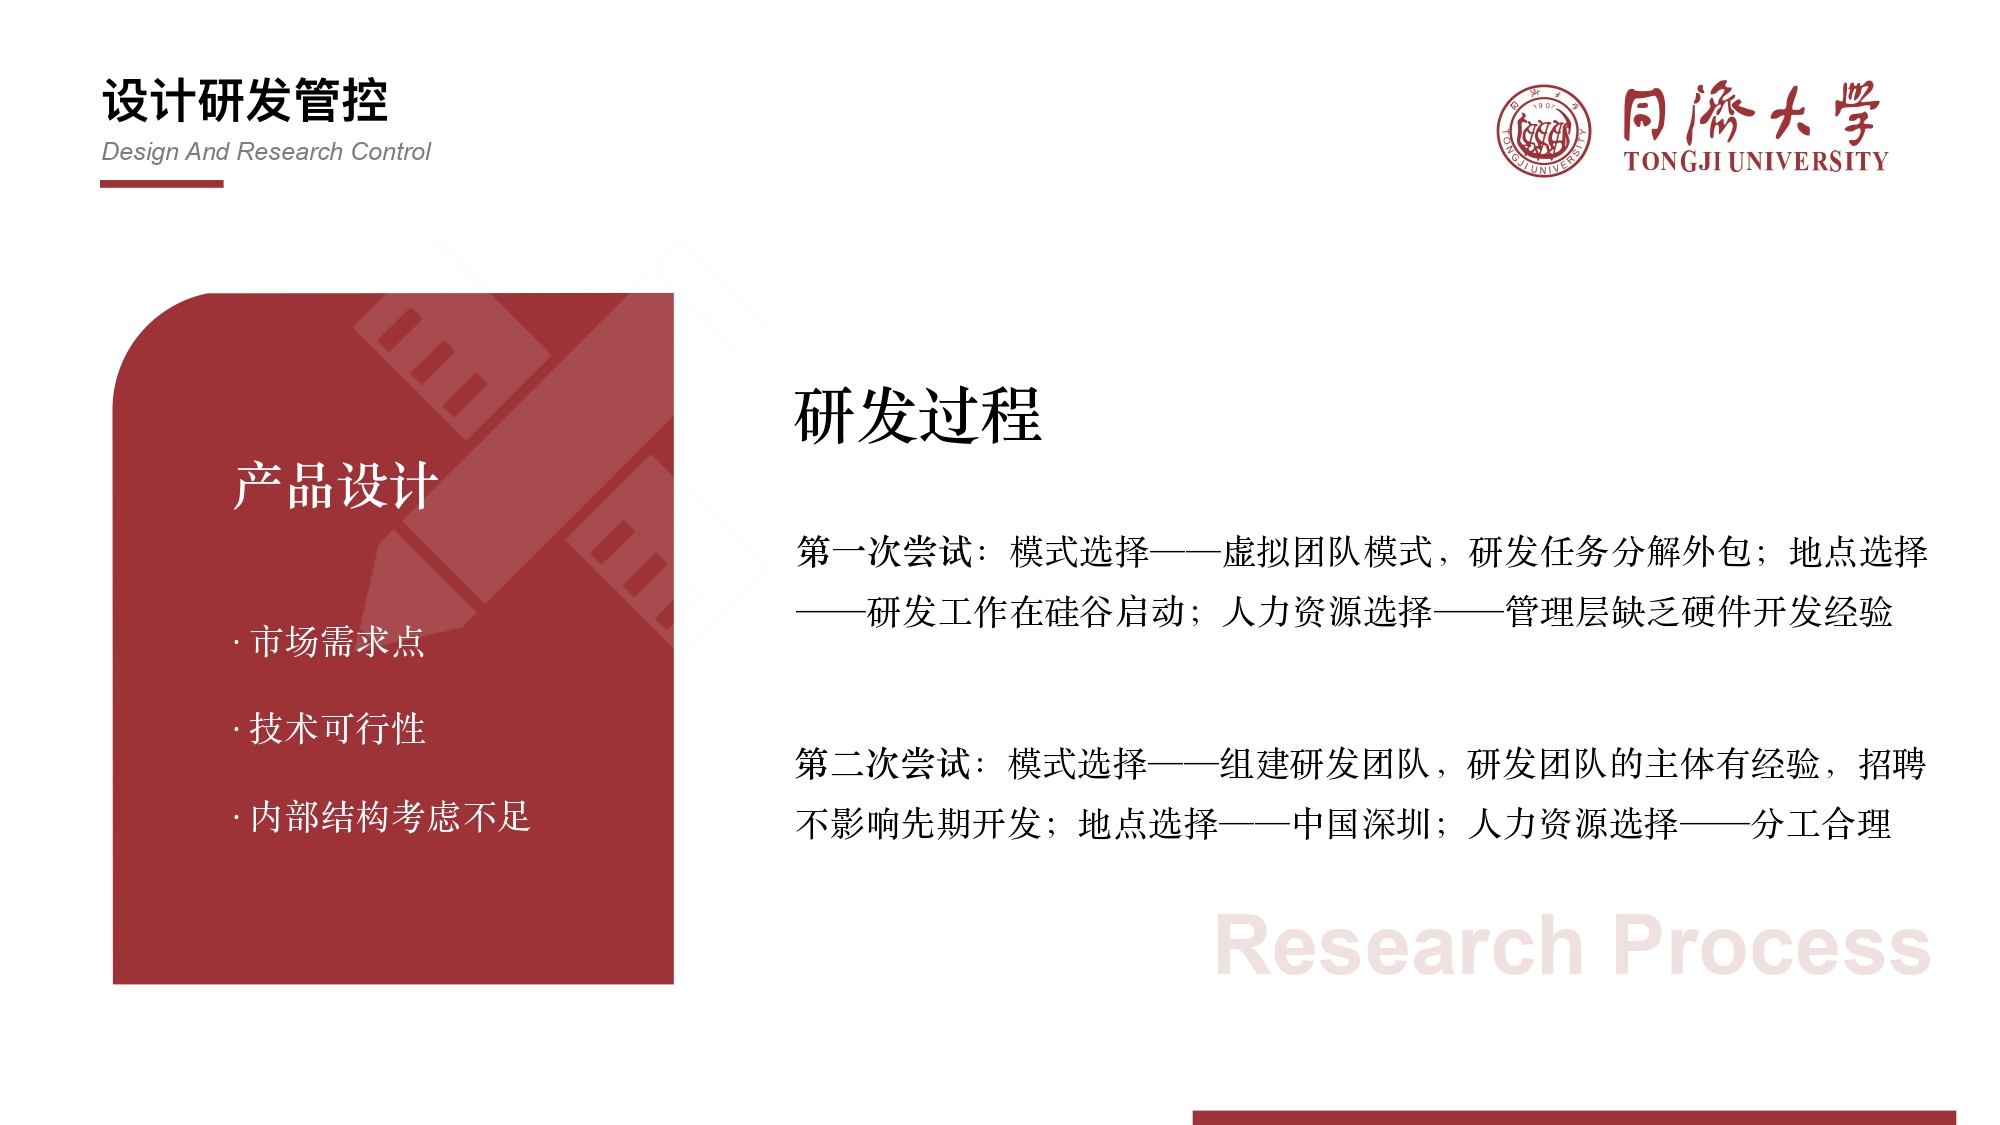 设计研发管控
Design And Research Control
同濟大學
1907
TONGJI UNIVERSITY
同濟大學
TONGJI UNIVERSITY
产品设计
· 市场需求点
· 技术可行性
· 内部结构考虑不足
研发过程
第一次尝试：模式选择——虚拟团队模式，研发任务分解外包；地点选择
——研发工作在硅谷启动；人力资源选择——管理层缺乏硬件开发经验
第二次尝试：模式选择——组建研发团队，研发团队的主体有经验，招聘
不影响先期开发；地点选择——中国深圳；人力资源选择——分工合理
Research Process